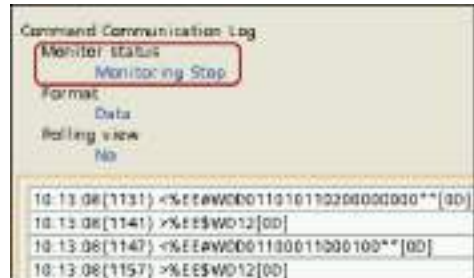 Command Communication Log
Monitor status
Monitoring Stop
Format
Data
Polling view
No
10:13:08[1131) <%EE#WDD0110101102000000000**[0D]
10:13:08[1141) >%EE$WD12[0D]
10:13:08[1147) <%EE#WDD01100011000100**[0D]
10:13:08[1157) >%EE$WD12[0D]